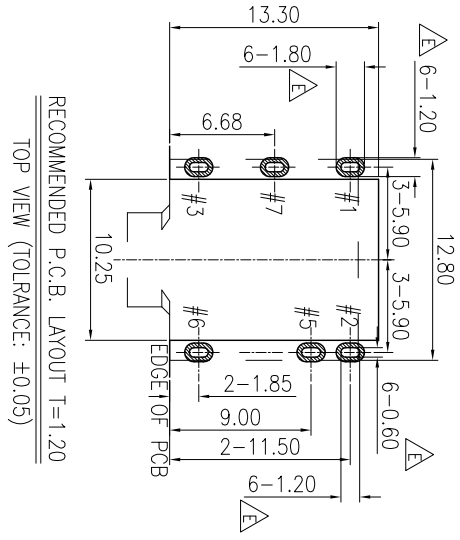 13.30
6-1.80
E
6-1.20
E
6.68
#3
#7
#1
3-5.90
12.80
3-5.90
10.25
#6
#5
#2
EDGE OF PCB
2-1.85
9.00
2-11.50
6-0.60
E
6-1.20
E
RECOMMENDED P.C.B. LAYOUT T=1.20
TOP VIEW (TOLRANCE: ±0.05)